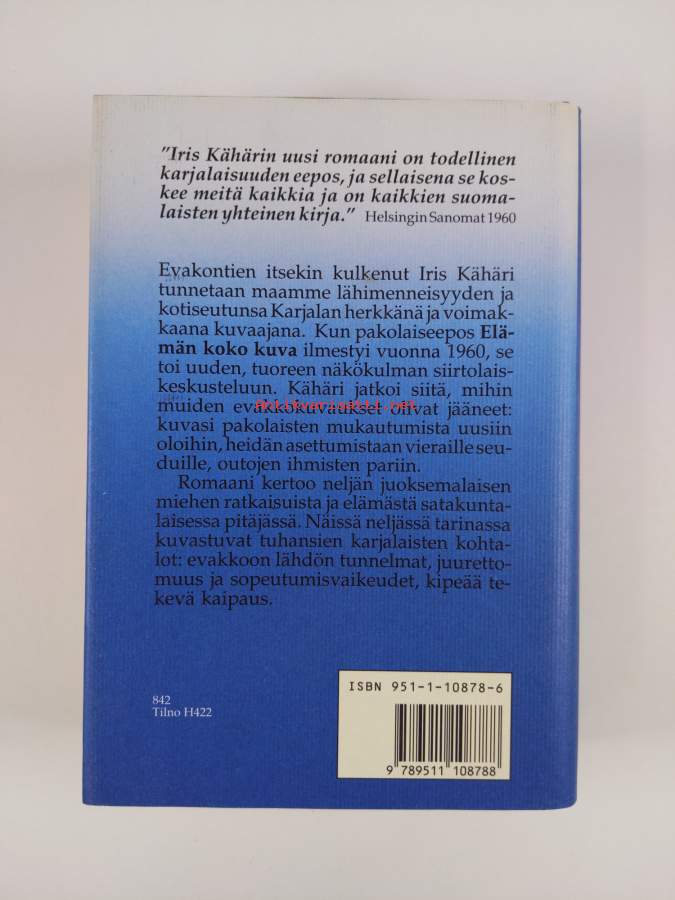 "Iris Kähärin uusi romaani on todellinen
karjalaisuuden eepos, ja sellaisena se kos-
kee meitä kaikkia ja on kaikkien suoma-
laisten yhteinen kirja." Helsingin Sanomat 1960
Evakontien itsekin kulkenut Iris Kähäri
tunnetaan maamme lähimenneisyyden ja
kotiseutunsa Karjalan herkkänä ja voimak-
kaana kuvaajana. Kun pakolaiseepos Elä-
män koko kuva ilmestyi vuonna 1960, se
toi uuden, tuoreen näkökulman siirtolais-
keskusteluun. Kähäri jatkoi siitä, mihin
Antikvariaatti.net
muiden evakkokuvaukset olivat jääneet:
kuvasi pakolaisten mukautumista uusiin
oloihin, heidän asettumistaan vieraille seu-
duille, outojen ihmisten pariin.
Romaani kertoo neljän juoksemalaisen
miehen ratkaisuista ja elämästä satakunta-
laisessa pitäjässä. Näissä neljässä tarinassa
kuvastuvat tuhansien karjalaisten kohta-
lot: evakkoon lähdön tunnelmat, juuretto-
muus ja sopeutumisvaikeudet, kipeää te-
kevä kaipaus.
ISBN 951-1-10878-6
842
Tilno H422
9 789511 108788